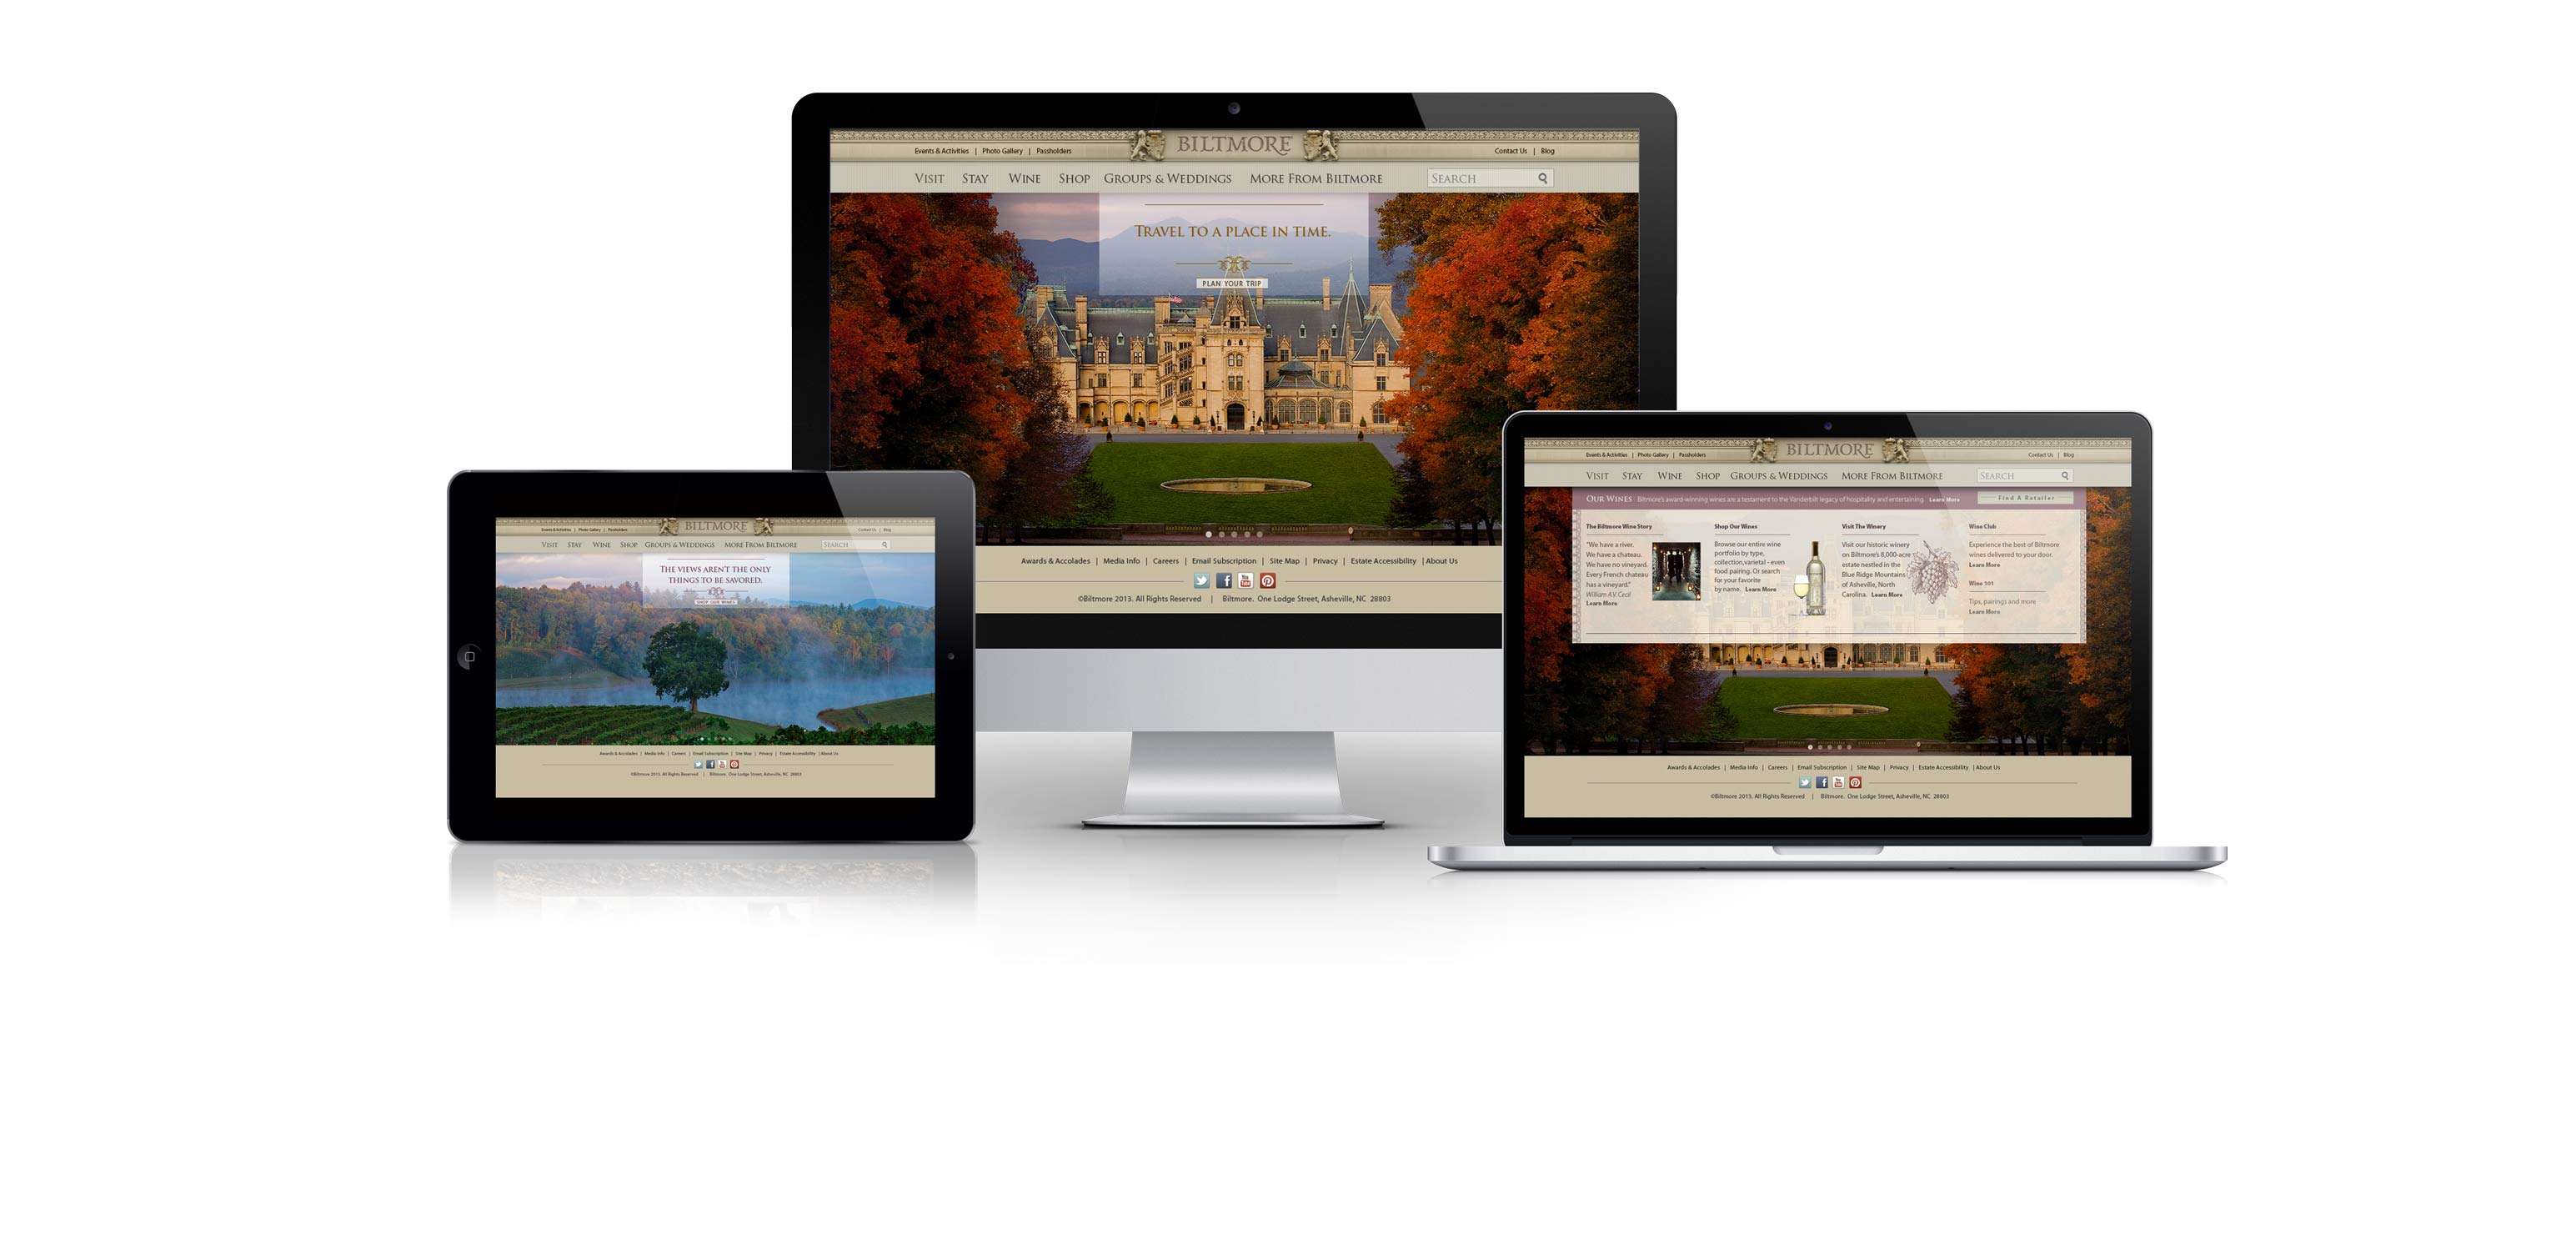 BILTMORE
Events & Activities | Photo Gallery | Passholders
Contact Us | Blog
VISIT STAY WINE SHOP GROUPS & WEDDINGS MORE FROM BILTMORE SEARCH
TRAVEL TO A PLACE IN TIME.
PLAN YOUR TRIP
Awards & Accolades | Media Info | Careers | Email Subscription | Site Map | Privacy | Estate Accessibility | About Us
You Tube
©Biltmore 2013. All Rights Reserved | Biltmore. One Lodge Street, Asheville, NC 28803
BILTMORE
Events & Activities | Photo Gallery | Passholders
Contact Us | Blog
VISIT STAY WINE SHOP GROUPS & WEDDINGS MORE FROM BILTMORE SEARCH
THE VIEWS AREN'T THE ONLY
THINGS TO BE SAVORED.
SHOP OUR WINES
Awards & Accolades | Media Info | Careers | Email Subscription | Site Map | Privacy | Estate Accessibility | About Us
©Biltmore 2013. All Rights Reserved | Biltmore. One Lodge Street, Asheville, NC 28803
BILTMORE
Events & Activities | Photo Gallery | Passholders
Contact Us | Blog
VISIT STAY WINE SHOP GROUPS & WEDDINGS MORE FROM BILTMORE SEARCH
OUR WINES Biltmore's award-winning wines are a testament to the Vanderbilt legacy of hospitality and entertaining. Learn More
Find A Retailer
The Biltmore Wine Story
"We have a river.
We have a chateau.
We have no vineyard.
Every French chateau
has a vineyard."
William A.V. Cecil
Learn More
Shop Our Wines
Browse our entire wine
portfolio by type,
collection,varietal - even
food pairing. Or search
for your favorite
by name. Learn More
Visit The Winery
Visit our historic winery
on Biltmore's 8,000-acre
estate nestled in the
Blue Ridge Mountains
of Asheville, North
Carolina. Learn More
Wine Club
Experience the best of Biltmore
wines delivered to your door.
Learn More
Wine 101
Tips, pairings and more
Learn More
Awards & Accolades | Media Info | Careers | Email Subscription | Site Map | Privacy | Estate Accessibility | About Us
You Tube
©Biltmore 2013. All Rights Reserved | Biltmore. One Lodge Street, Asheville, NC 28803